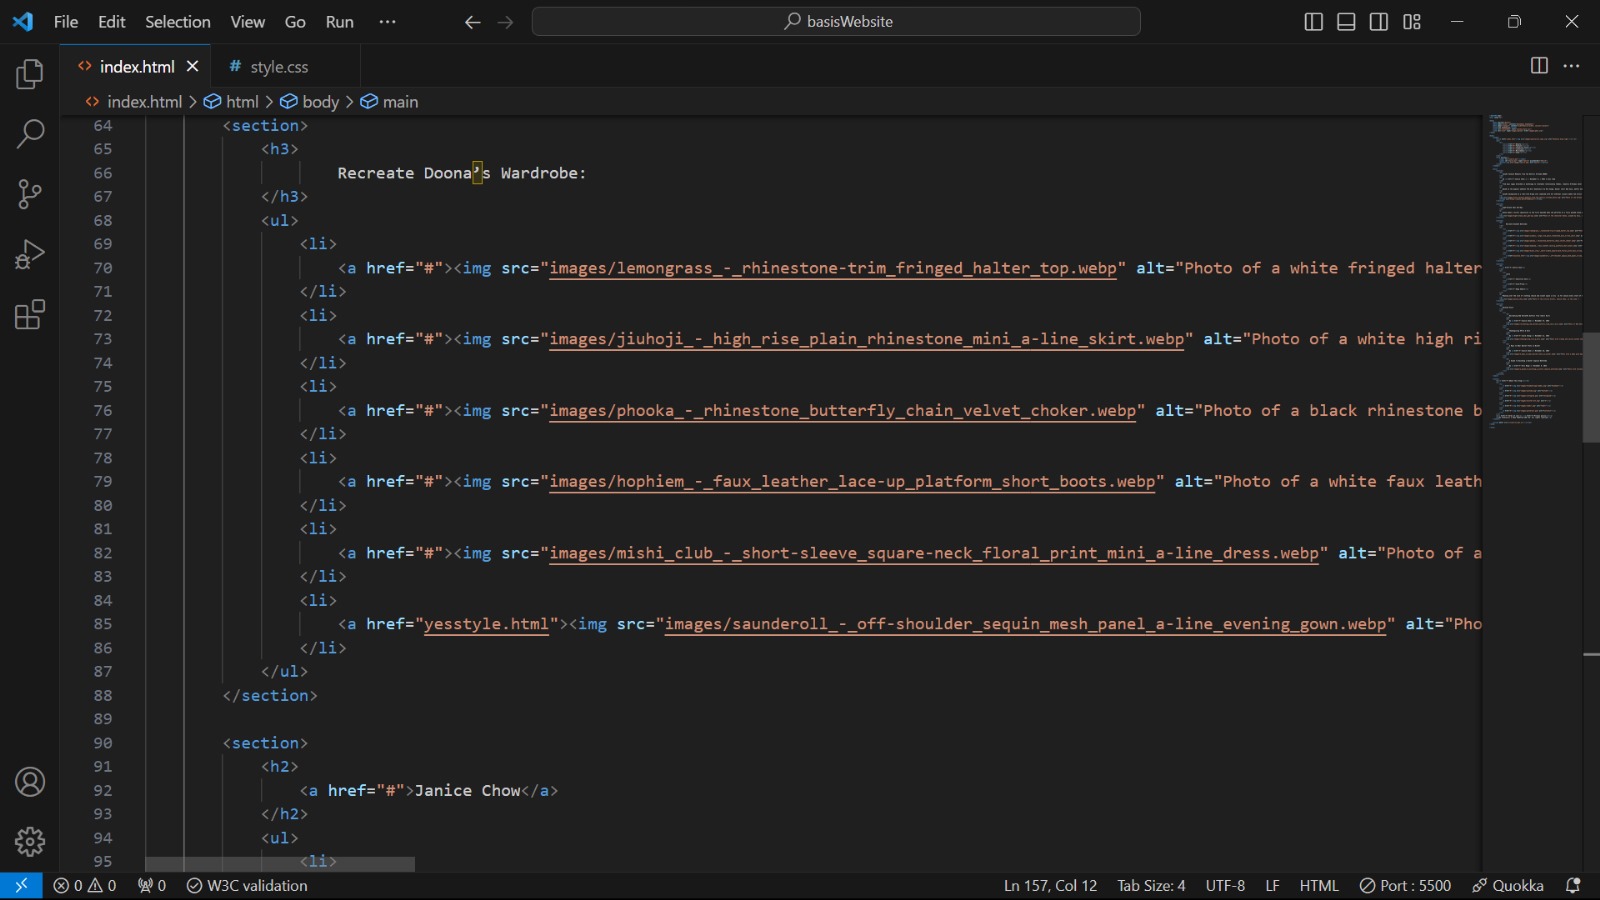 File Edit Selection View Go Run ··· basisWebsite
index.html # style.css
index.html > html > body > main
64 <section>
65 <h3>
66 Recreate Doona’s Wardrobe:
67 </h3>
68 <ul>
69 <li>
70 <a href="#"><img src="images/lemongrass_-_rhinestone-trim_fringed_halter_top.webp" alt="Photo of a white fringed halter
71 </li>
72 <li>
73 <a href="#"><img src="images/jiuhoji_-_high_rise_plain_rhinestone_mini_a-line_skirt.webp" alt="Photo of a white high ri
74 </li>
75 <li>
76 <a href="#"><img src="images/phooka_-_rhinestone_butterfly_chain_velvet_choker.webp" alt="Photo of a black rhinestone b
77 </li>
78 <li>
79 <a href="#"><img src="images/hophiem_-_faux_leather_lace-up_platform_short_boots.webp" alt="Photo of a white faux leath
80 </li>
81 <li>
82 <a href="#"><img src="images/mishi_club_-_short-sleeve_square-neck_floral_print_mini_a-line_dress.webp" alt="Photo of a
83 </li>
84 <li>
85 <a href="yesstyle.html"><img src="images/saunderoll_-_off-shoulder_sequin_mesh_panel_a-line_evening_gown.webp" alt="Pho
86 </li>
87 </ul>
88 </section>
89
90 <section>
91 <h2>
92 <a href="#">Janice Chow</a>
93 </h2>
94 <ul>
95 <li>
0 0 0 W3C validation Ln 157, Col 12 Tab Size: 4 UTF-8 LF HTML Port : 5500 Quokka